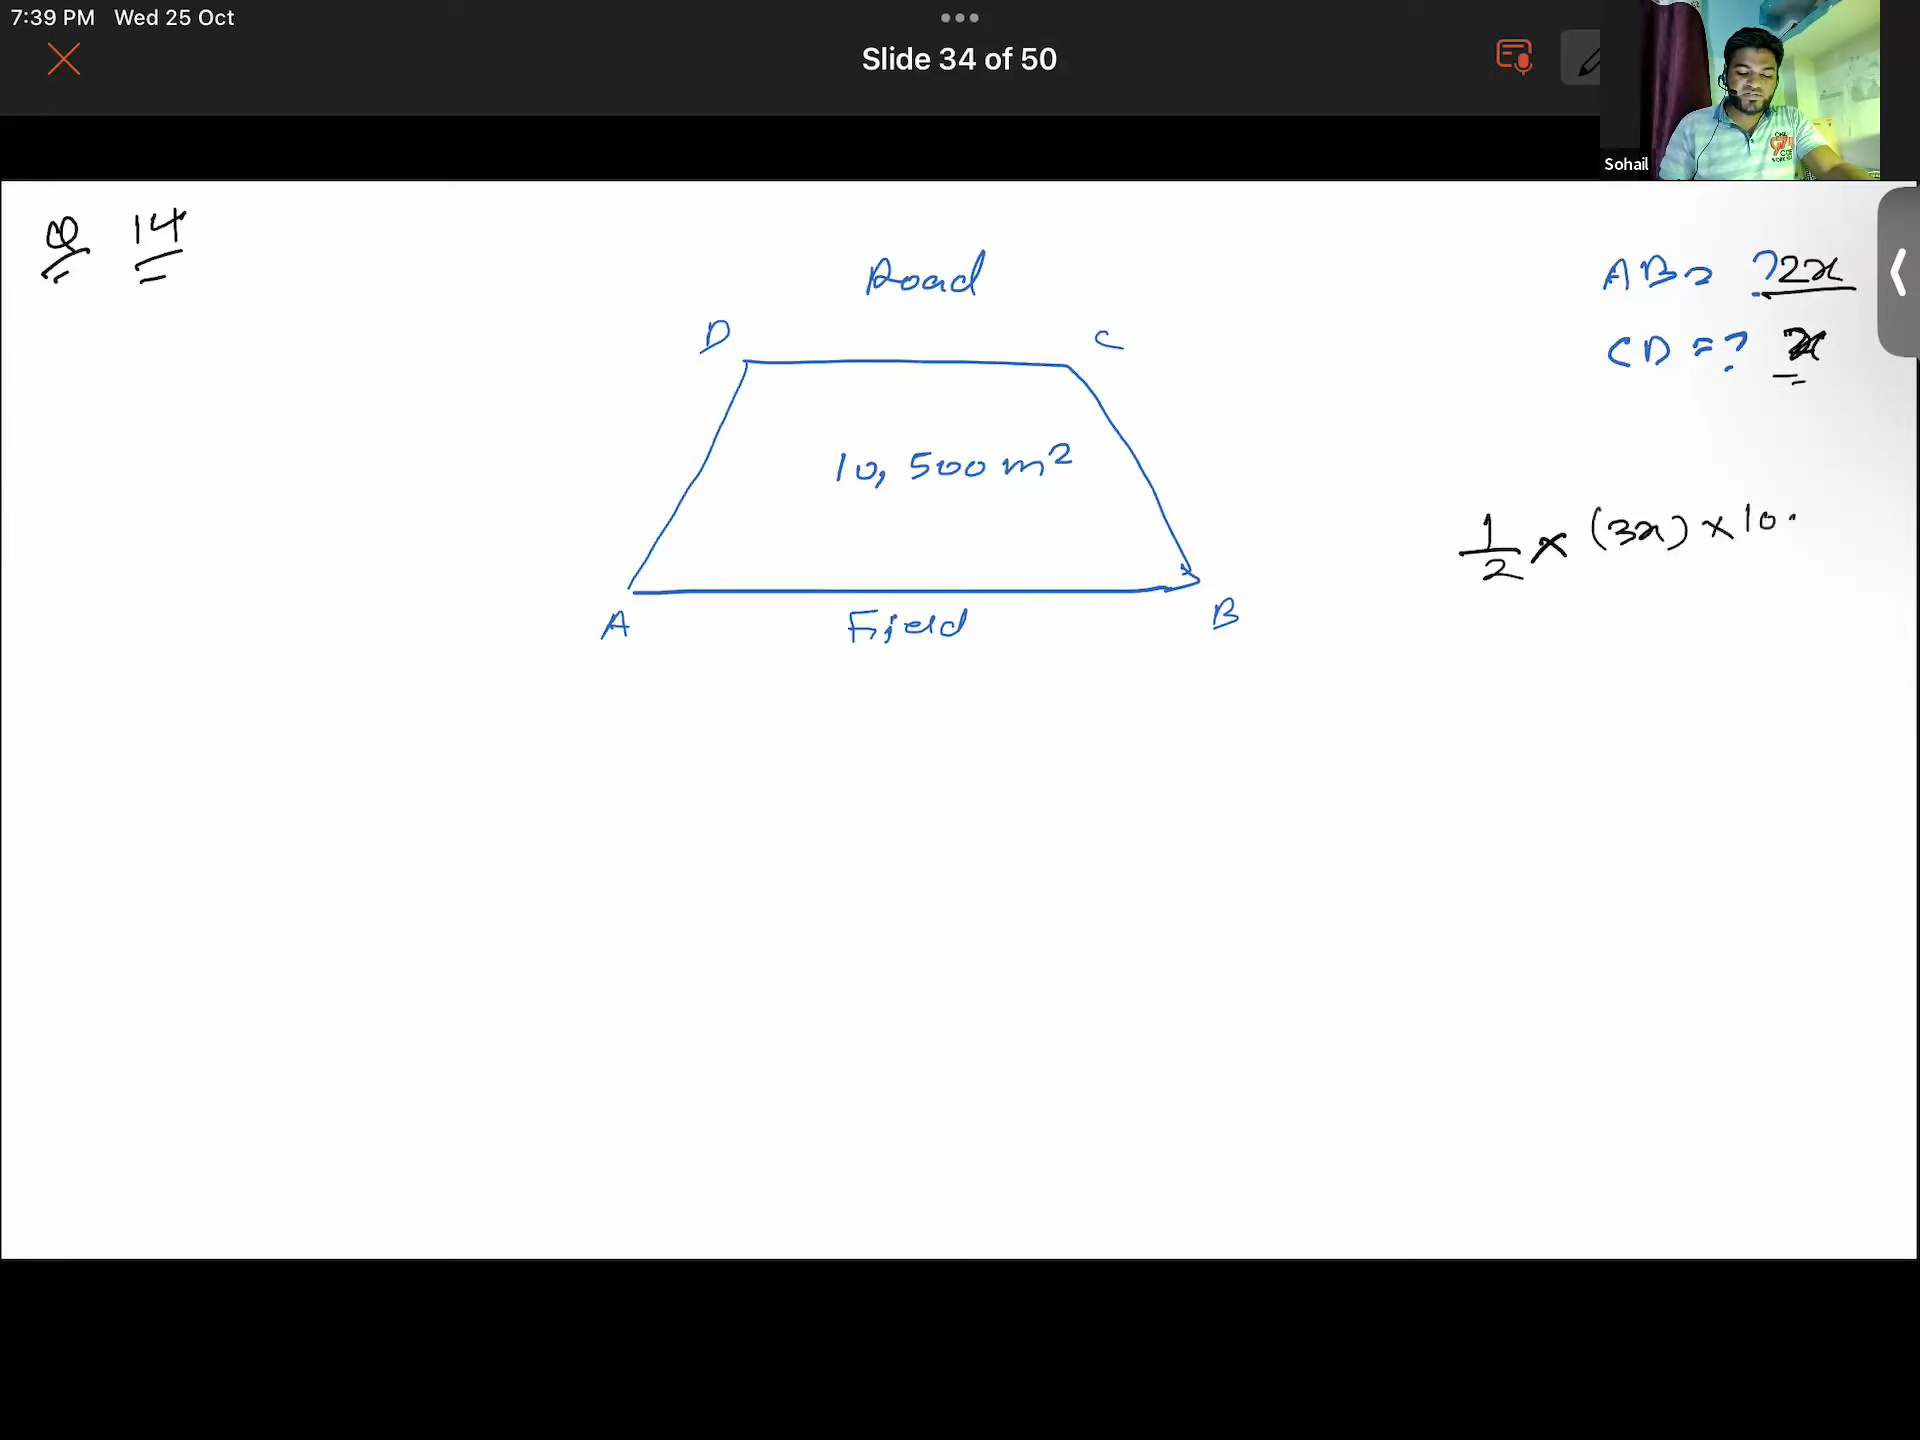 7:39 PM Wed 25 Oct
Slide 34 of 50
Sohail
Q 14
Road
AB = ? 2x
D C
CD = ? x
10,500 m²
1/2 × (3x) × 10
A Field B